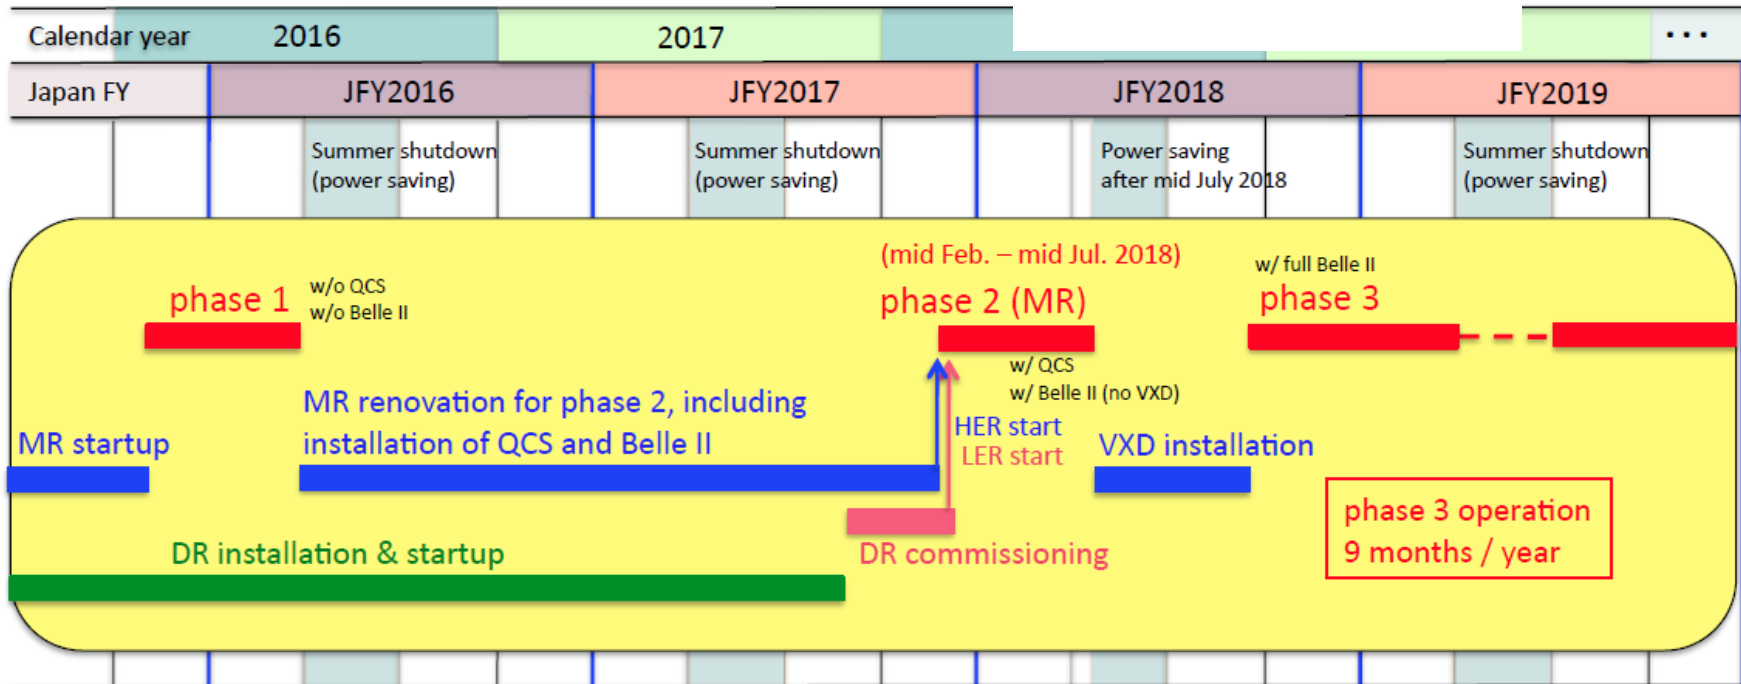 Calendar year 2016 2017 ...
Japan FY JFY2016 JFY2017 JFY2018 JFY2019
Summer shutdown
(power saving)
Summer shutdown
(power saving)
Power saving
after mid July 2018
Summer shutdown
(power saving)
phase 1
w/o QCS
w/o Belle II
(mid Feb. – mid Jul. 2018)
phase 2 (MR)
w/ QCS
w/ Belle II (no VXD)
w/ full Belle II
phase 3
MR startup
MR renovation for phase 2, including
installation of QCS and Belle II
HER start
LER start
VXD installation
DR installation & startup
DR commissioning
phase 3 operation
9 months / year